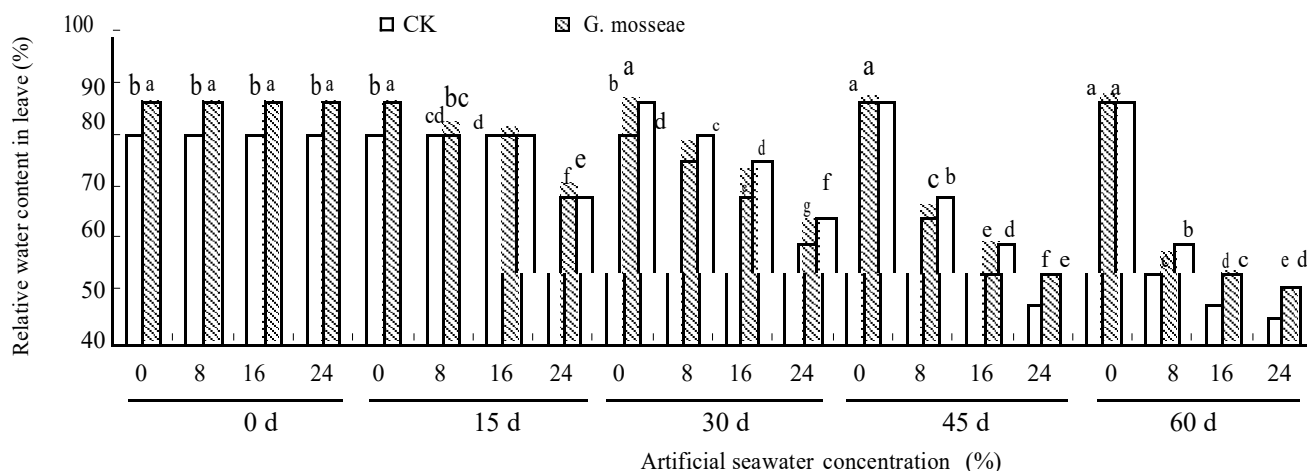 100
CK
G. mosseae
Relative water content in leave (%)
90
80
70
60
50
40
b a b a b a b a b a
cd bc
d
f e
b a
d c
d
g f
a a
c b
e d
f e
a a
c b
d c
e d
0 8 16 24 0 8 16 24 0 8 16 24 0 8 16 24 0 8 16 24
0 d 15 d 30 d 45 d 60 d
Artificial seawater concentration (%)